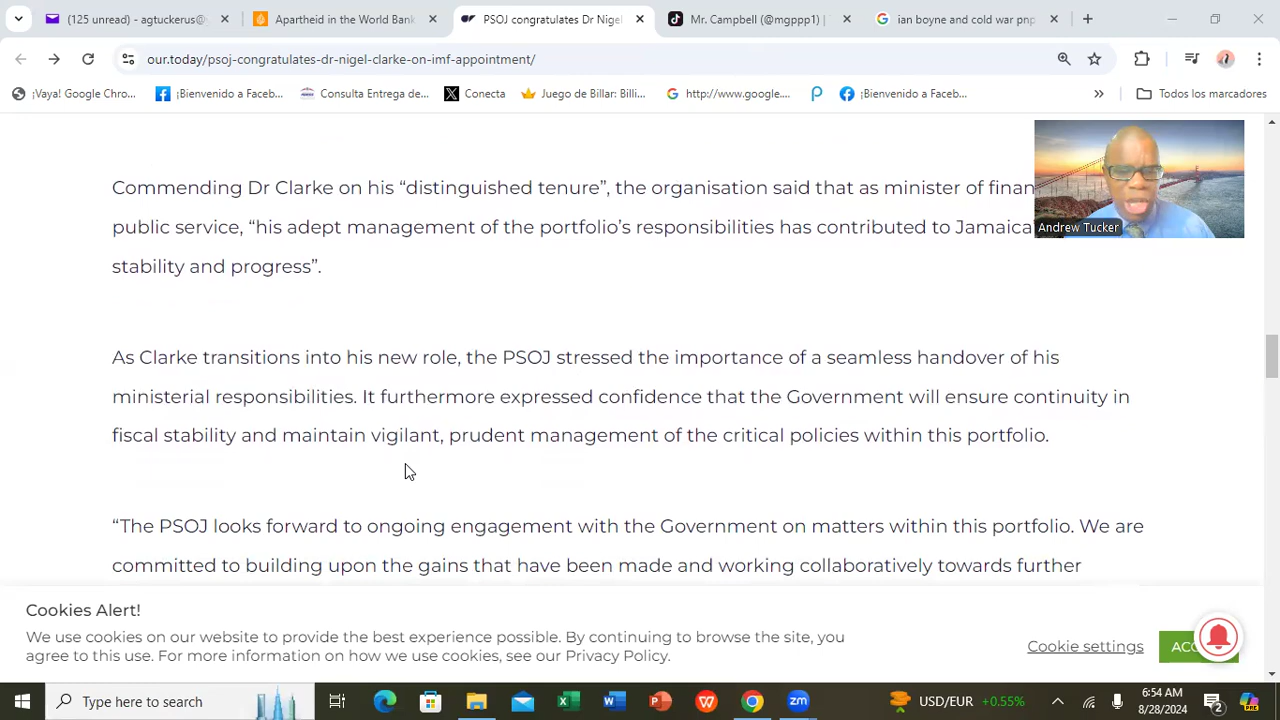 (125 unread) - agtuckerus@
Apartheid in the World Bank
PSOJ congratulates Dr Nigel
Mr. Campbell (@mgppp1) |
ian boyne and cold war pnp
our.today/psoj-congratulates-dr-nigel-clarke-on-imf-appointment/
¡Vaya! Google Chro...
¡Bienvenido a Faceb...
Consulta Entrega de...
Conecta
Juego de Billar: Billi...
http://www.google....
¡Bienvenido a Faceb...
»
Todos los marcadores
Commending Dr Clarke on his “distinguished tenure”, the organisation said that as minister of finan
public service, “his adept management of the portfolio’s responsibilities has contributed to Jamaica
stability and progress”.
Andrew Tucker
As Clarke transitions into his new role, the PSOJ stressed the importance of a seamless handover of his
ministerial responsibilities. It furthermore expressed confidence that the Government will ensure continuity in
fiscal stability and maintain vigilant, prudent management of the critical policies within this portfolio.
“The PSOJ looks forward to ongoing engagement with the Government on matters within this portfolio. We are
committed to building upon the gains that have been made and working collaboratively towards further
Cookies Alert!
We use cookies on our website to provide the best experience possible. By continuing to browse the site, you
agree to this use. For more information on how we use cookies, see our Privacy Policy.
Cookie settings
Type here to search
USD/EUR +0.55%
6:54 AM
8/28/2024
2